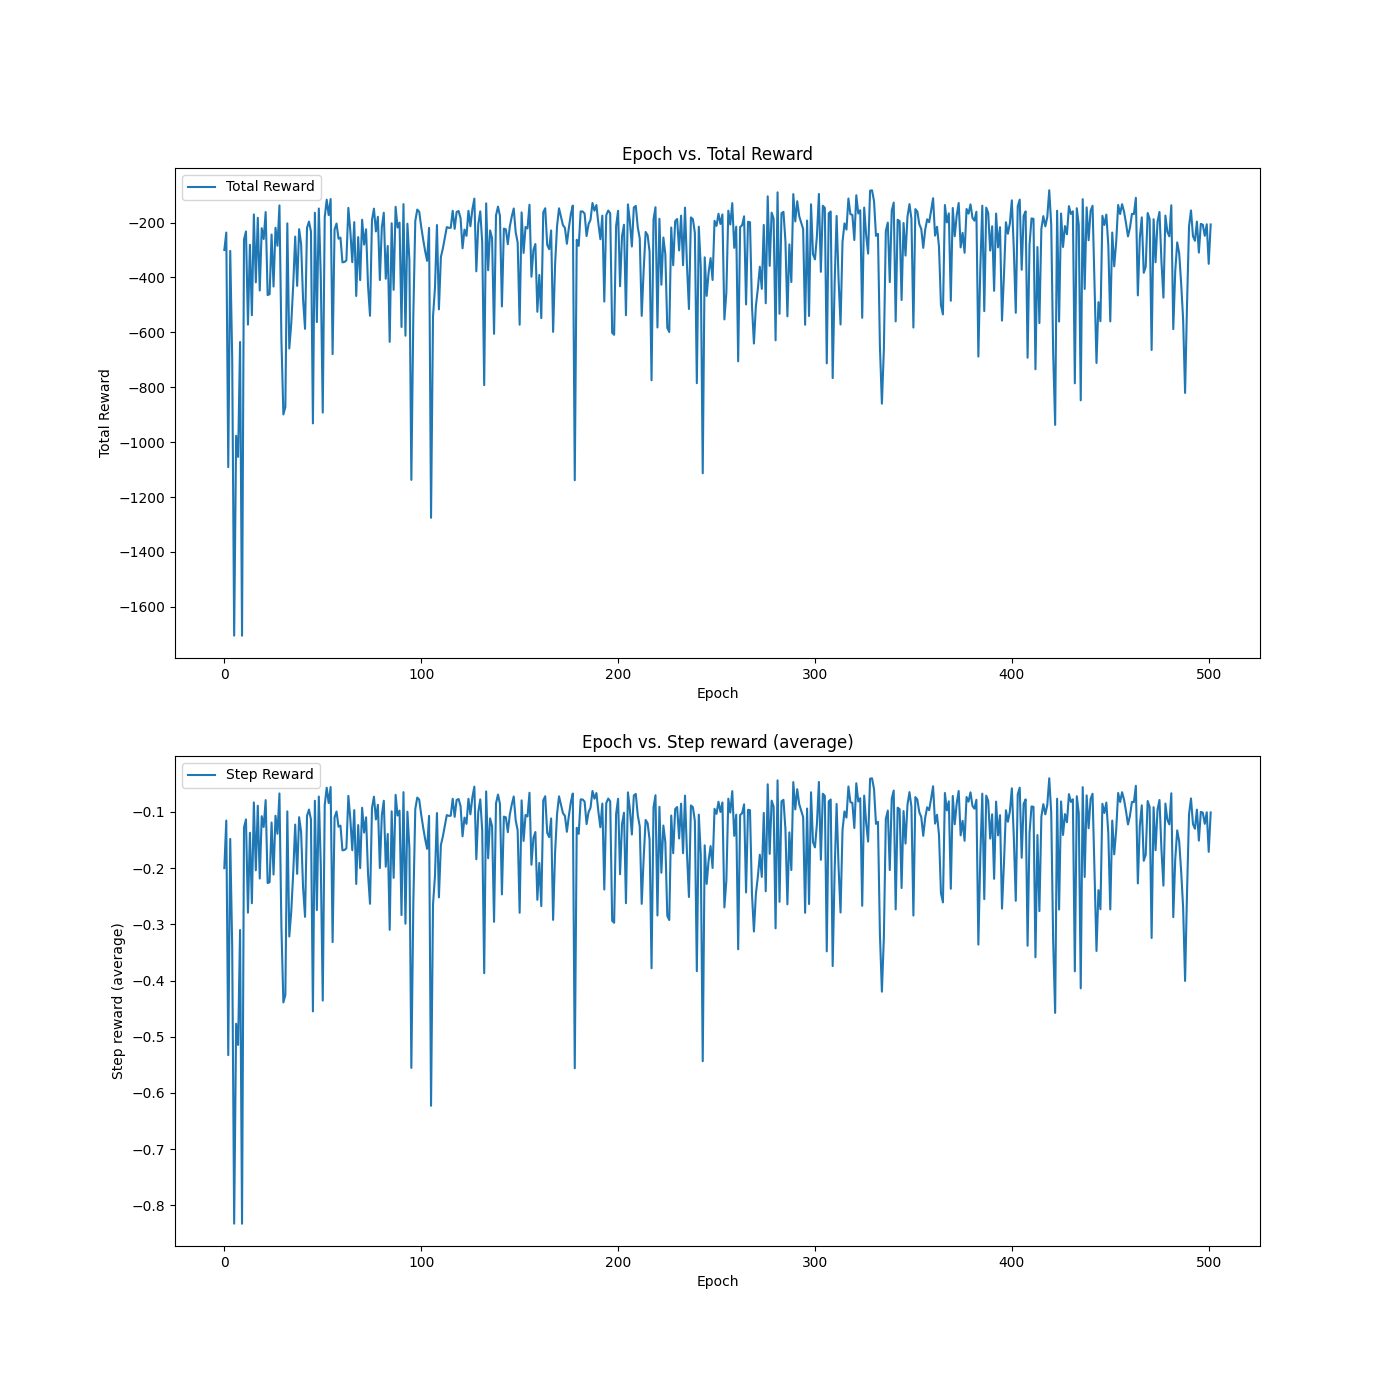 Epoch vs. Total Reward
Total Reward
−200
−400
−600
−800
−1000
−1200
−1400
−1600
Total Reward
0 100 200 300 400 500
Epoch
Epoch vs. Step reward (average)
Step Reward
−0.1
−0.2
−0.3
−0.4
−0.5
−0.6
−0.7
−0.8
Step reward (average)
0 100 200 300 400 500
Epoch